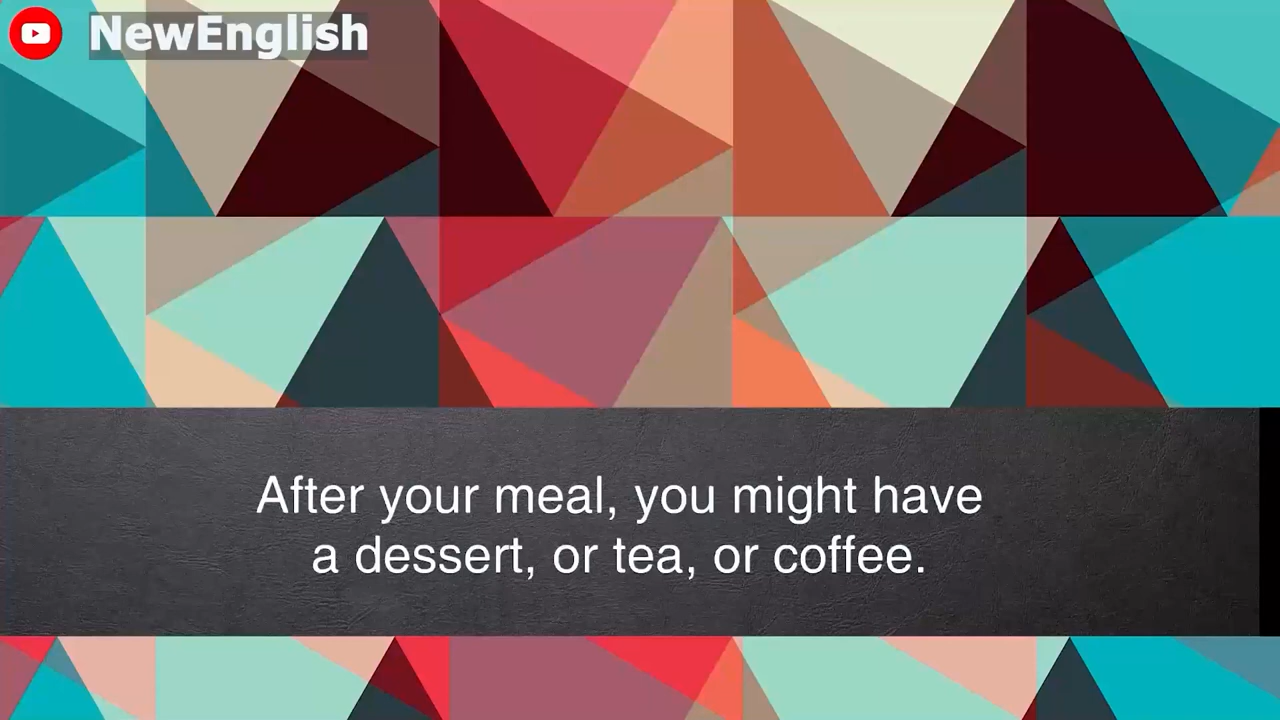 NewEnglish
After your meal, you might have
a dessert, or tea, or coffee.